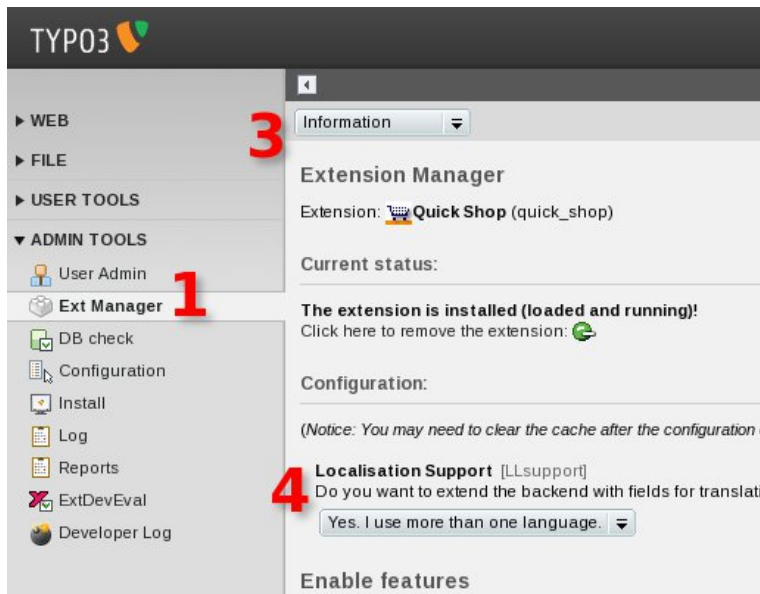 TYPO3
WEB
FILE
USER TOOLS
ADMIN TOOLS
User Admin
Ext Manager 1
DB check
Configuration
Install
Log
Reports
ExtDevEval
Developer Log
3 Information
Extension Manager
Extension: Quick Shop (quick_shop)
Current status:
The extension is installed (loaded and running)!
Click here to remove the extension:
Configuration:
(Notice: You may need to clear the cache after the configuration
4 Localisation Support [LLsupport]
Do you want to extend the backend with fields for translati
Yes. I use more than one language.
Enable features